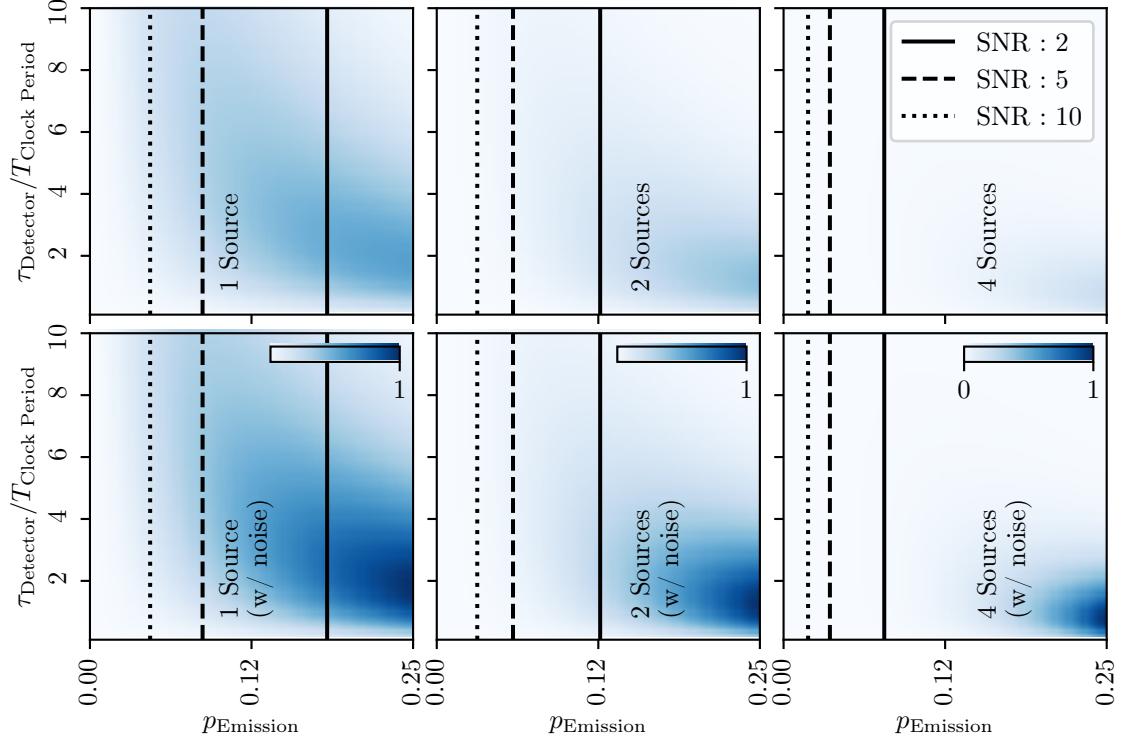 10
8
6
4
2
τDetector/TClock Period
1 Source
2 Sources
4 Sources
SNR : 2
SNR : 5
SNR : 10
10
8
6
4
2
τDetector/TClock Period
1 Source
(w/ noise)
1
2 Sources
(w/ noise)
1
4 Sources
(w/ noise)
0
1
0.00
0.12
0.25
0.12
0.00
0.12
0.25
pEmission
pEmission
pEmission